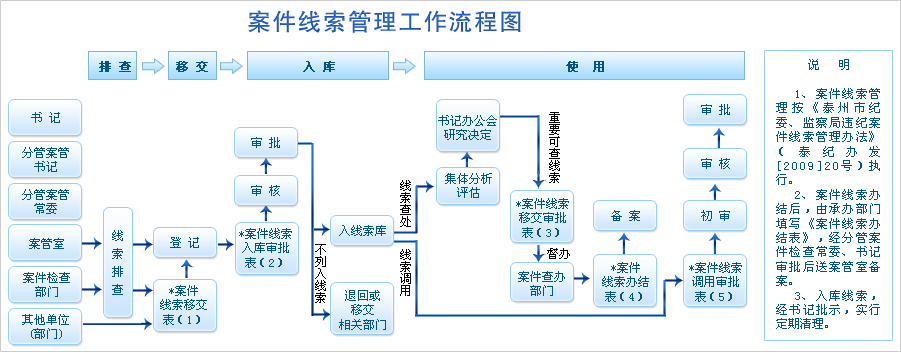 案件线索管理工作流程图
排 查
移 交
入 库
使 用
书 记
分管案管
书记
分管案管
常委
案管室
案件检查
部门
其他单位
(部门)
线索排查
登 记
*案件
线索移交
表(1)
审 批
审 核
*案件线索
入库审批
表(2)
不列入线索
入线索库
退回或
移交
相关部门
线索查处
线索调用
书记办公会
研究决定
集体分析
评估
重要可查线索
*案件线索
移交审批
表(3)
督办
案件查办
部门
备 案
*案件
线索办结
表(4)
审 批
审 核
初 审
*案件线索
调用审批
表(5)
说 明
1、案件线索管
理按《泰州市纪
委、监察局违纪案
件线索管理办法》
(泰纪办发
[2009]20号)执
行。
2、案件线索办
结后,由承办部门
填写《案件线索办
结表》,经分管案
件检查常委、书记
审批后送案管室备
案。
3、入库线索,
经书记批示,实行
定期清理。